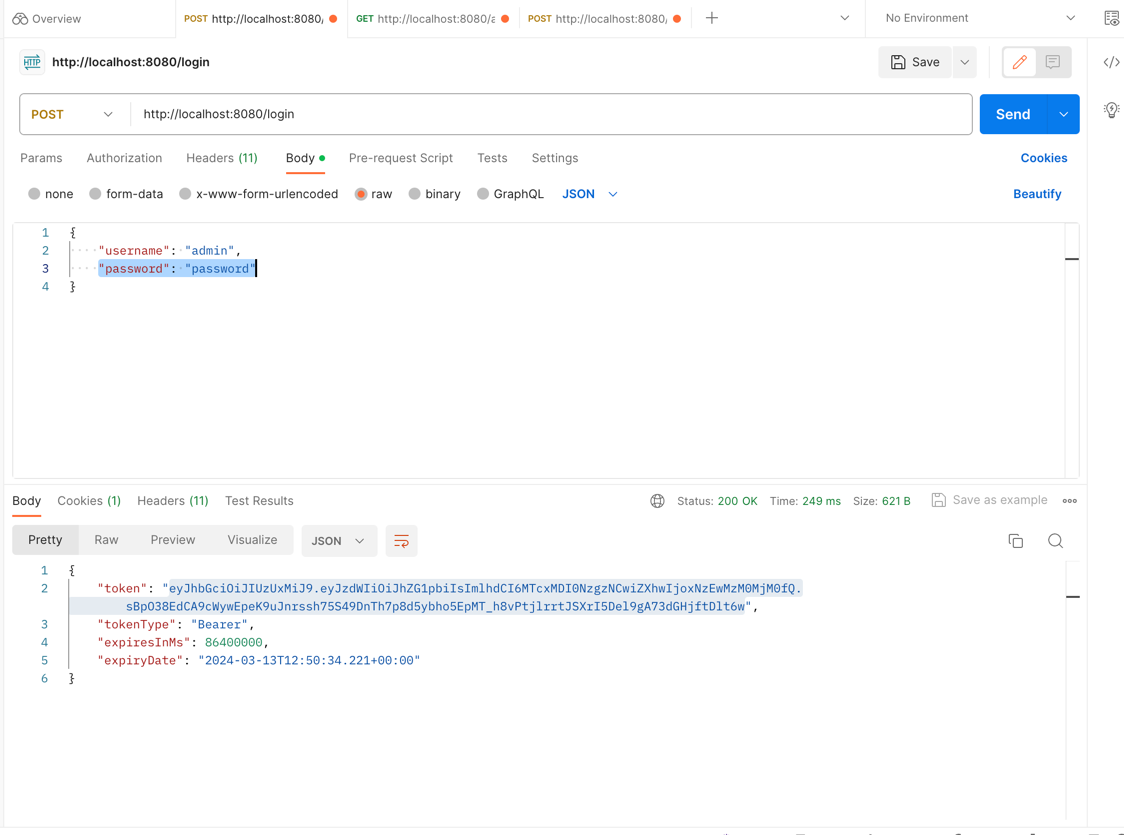 Overview
POST http://localhost:8080/
GET http://localhost:8080/a
POST http://localhost:8080/
No Environment
HTTP http://localhost:8080/login
Save
POST http://localhost:8080/login
Send
Params Authorization Headers (11) Body Pre-request Script Tests Settings Cookies
none form-data x-www-form-urlencoded raw binary GraphQL JSON Beautify
1 {
2 "username": "admin",
3 "password": "password"
4 }
Body Cookies (1) Headers (11) Test Results Status: 200 OK Time: 249 ms Size: 621 B Save as example
Pretty Raw Preview Visualize JSON
1 {
2 "token": "eyJhbGciOiJIUzUxMiJ9.eyJzdWIiOiJhZG1pbiIsImlhdCI6MTcxMDI0NzgzNCwiZXhwIjoxNzEwMzM0MjM0fQ.
sBpO38EdCA9cWywEpeK9uJnrssh75S49DnTh7p8d5ybho5EpMT_h8vPtjlrrtJSXrI5Del9gA73dGHjftDlt6w",
3 "tokenType": "Bearer",
4 "expiresInMs": 86400000,
5 "expiryDate": "2024-03-13T12:50:34.221+00:00"
6 }